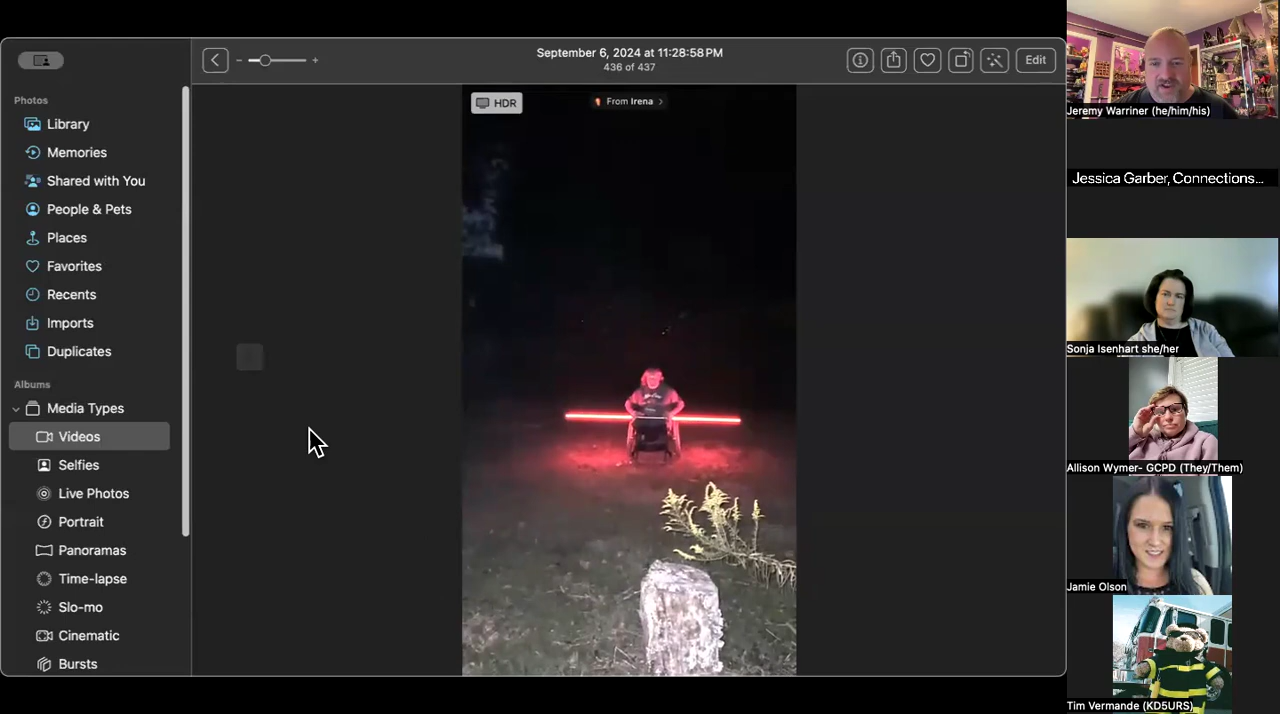 September 6, 2024 at 11:28:58 PM
436 of 437
Edit
HDR
From Irena
Photos
Library
Memories
Shared with You
People & Pets
Places
Favorites
Recents
Imports
Duplicates
Albums
Media Types
Videos
Selfies
Live Photos
Portrait
Panoramas
Time-lapse
Slo-mo
Cinematic
Bursts
Jeremy Warriner (he/him/his)
Jessica Garber, Connections...
Sonja Isenhart she/her
Allison Wymer- GCPD (They/Them)
Jamie Olson
Tim Vermande (KD5URS)